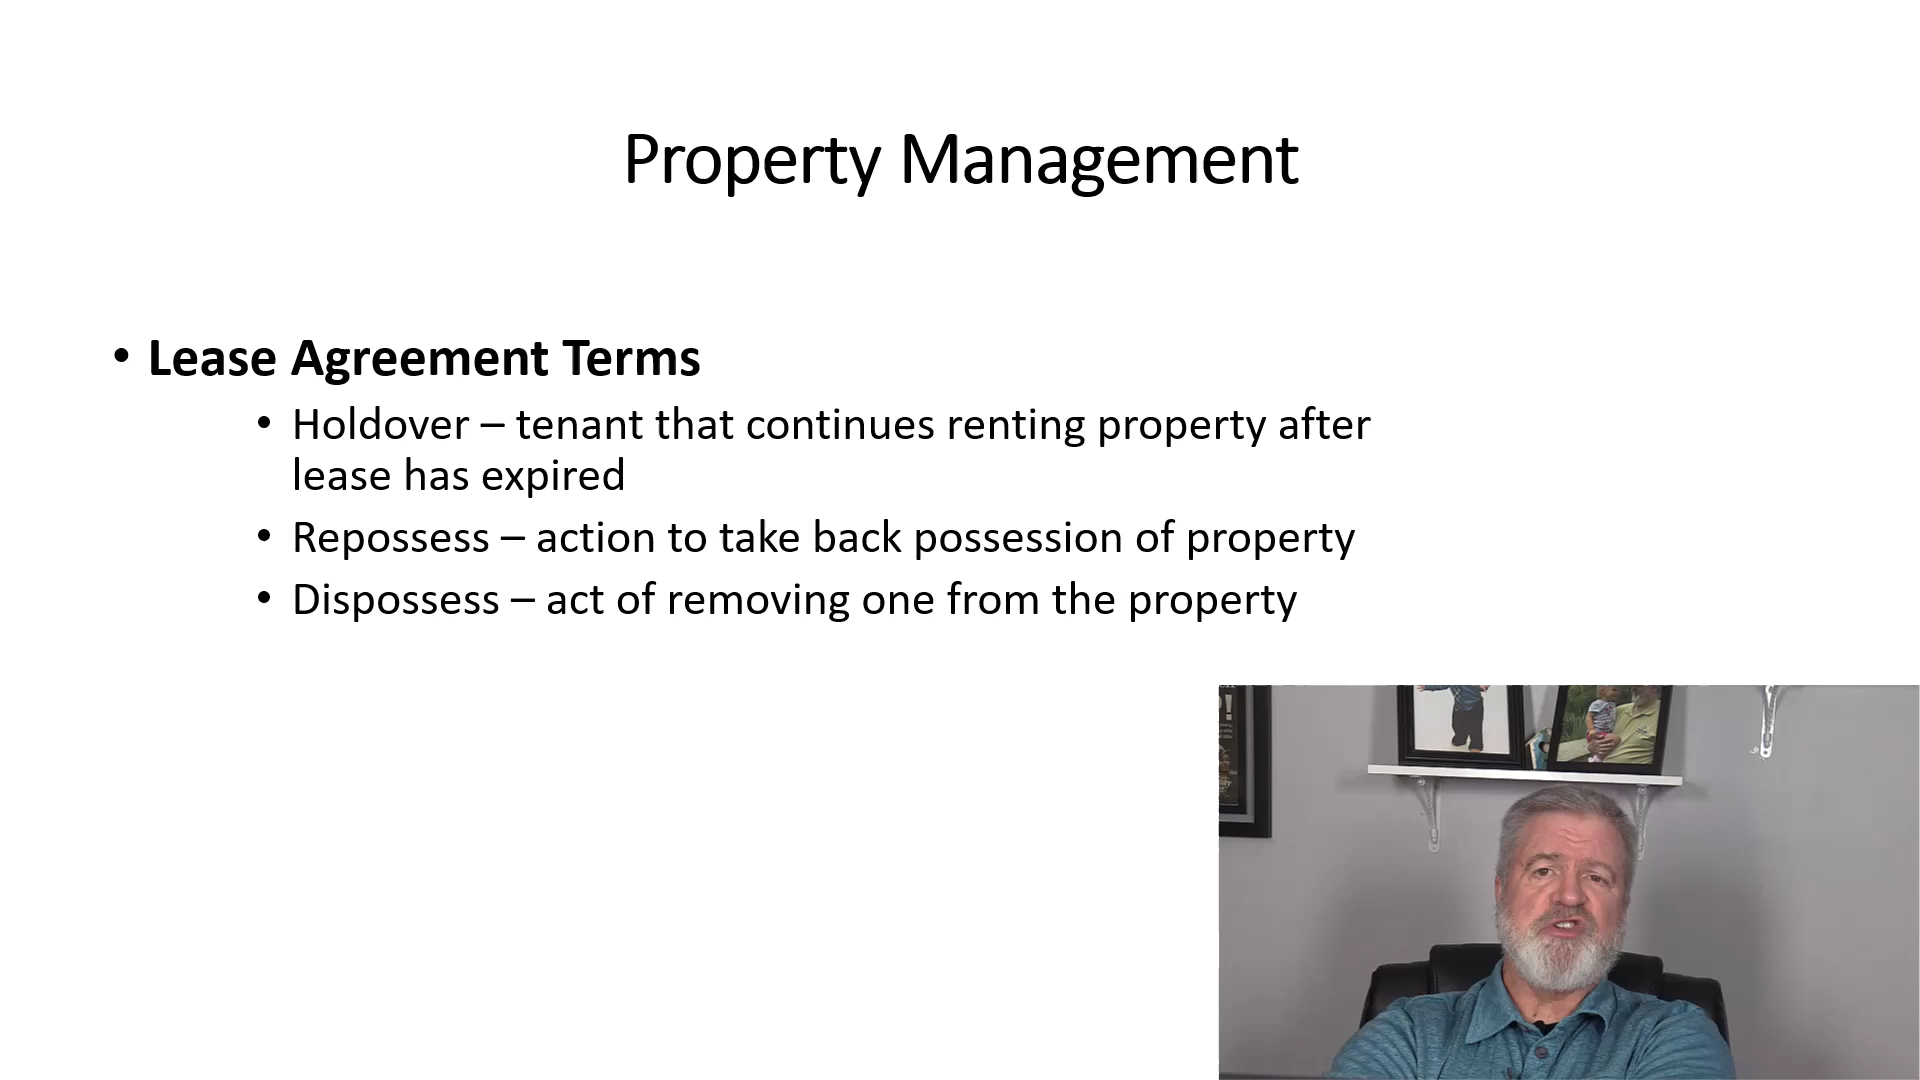 Property Management
• Lease Agreement Terms
• Holdover – tenant that continues renting property after
lease has expired
• Repossess – action to take back possession of property
• Dispossess – act of removing one from the property